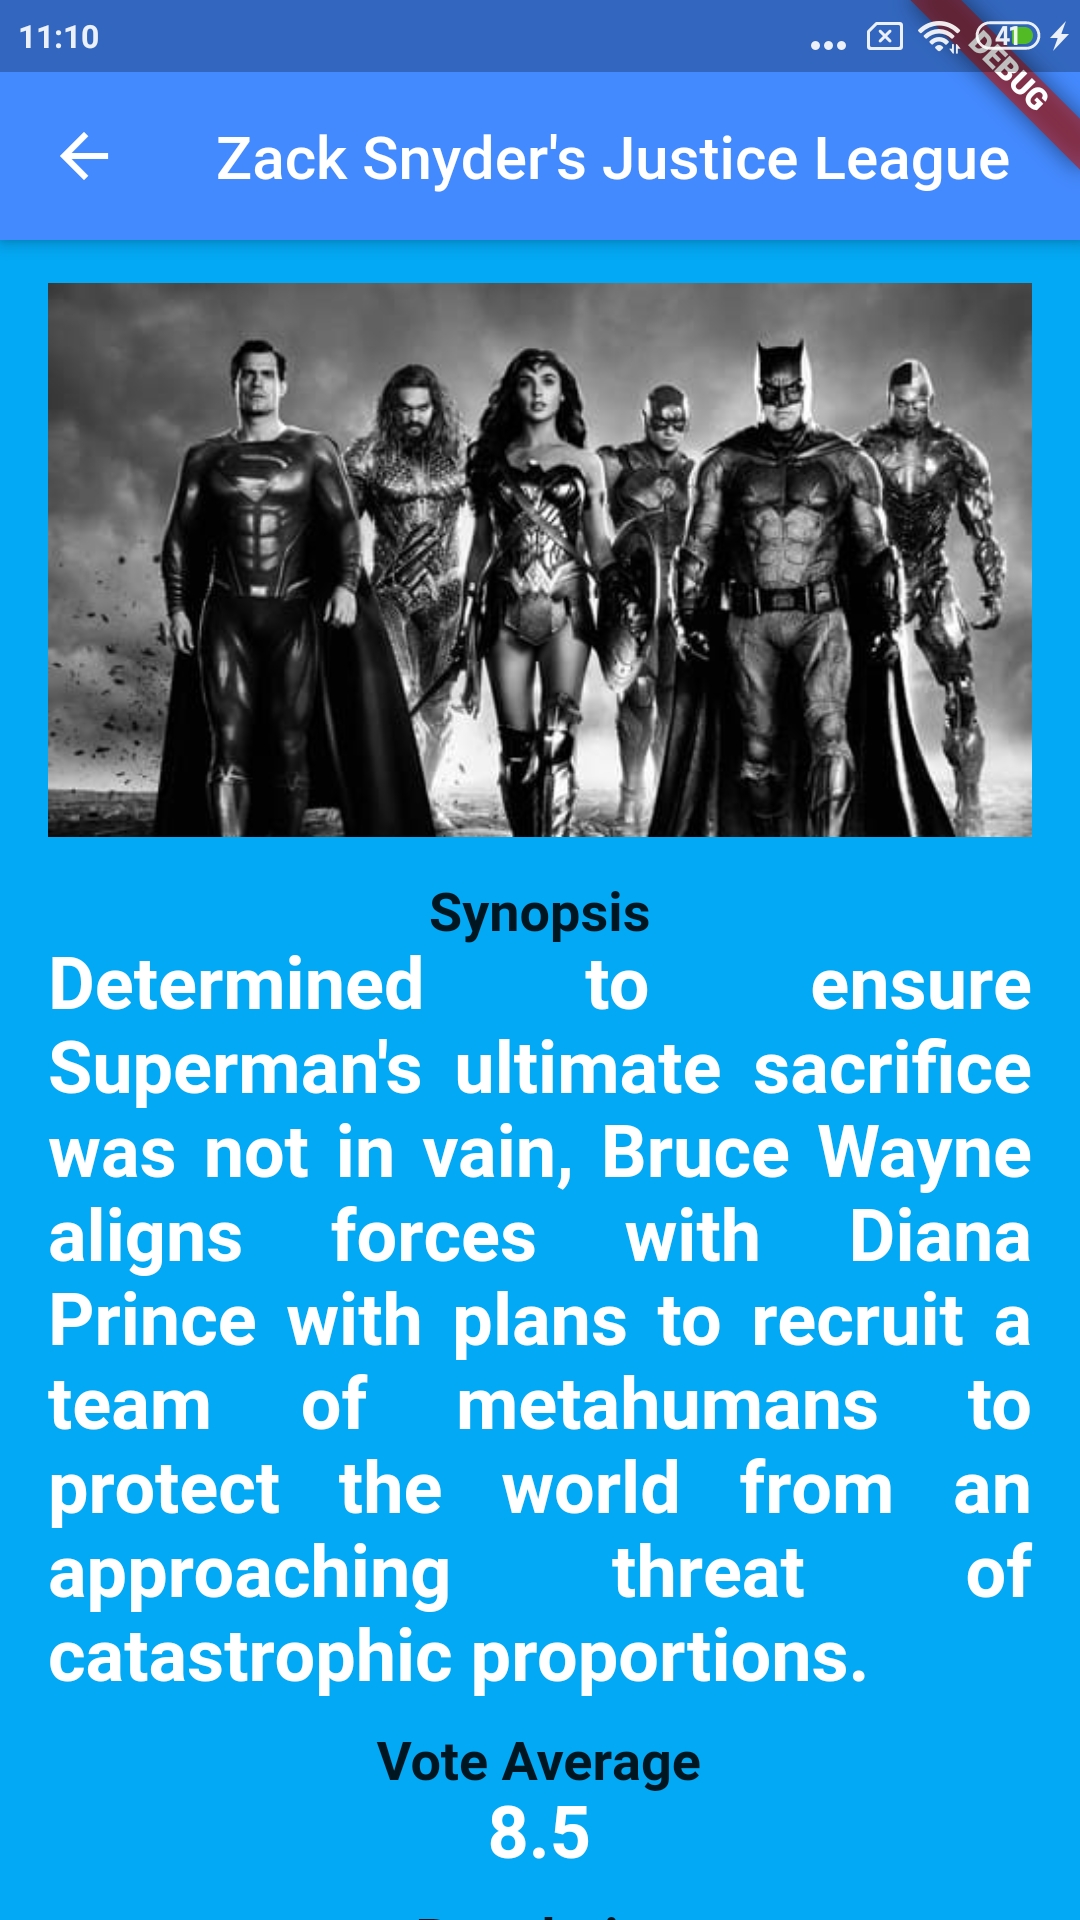 11:10
41
DEBUG
Zack Snyder's Justice League
Synopsis
Determined to ensure
Superman's ultimate sacrifice
was not in vain, Bruce Wayne
aligns forces with Diana
Prince with plans to recruit a
team of metahumans to
protect the world from an
approaching threat of
catastrophic proportions.
Vote Average
8.5